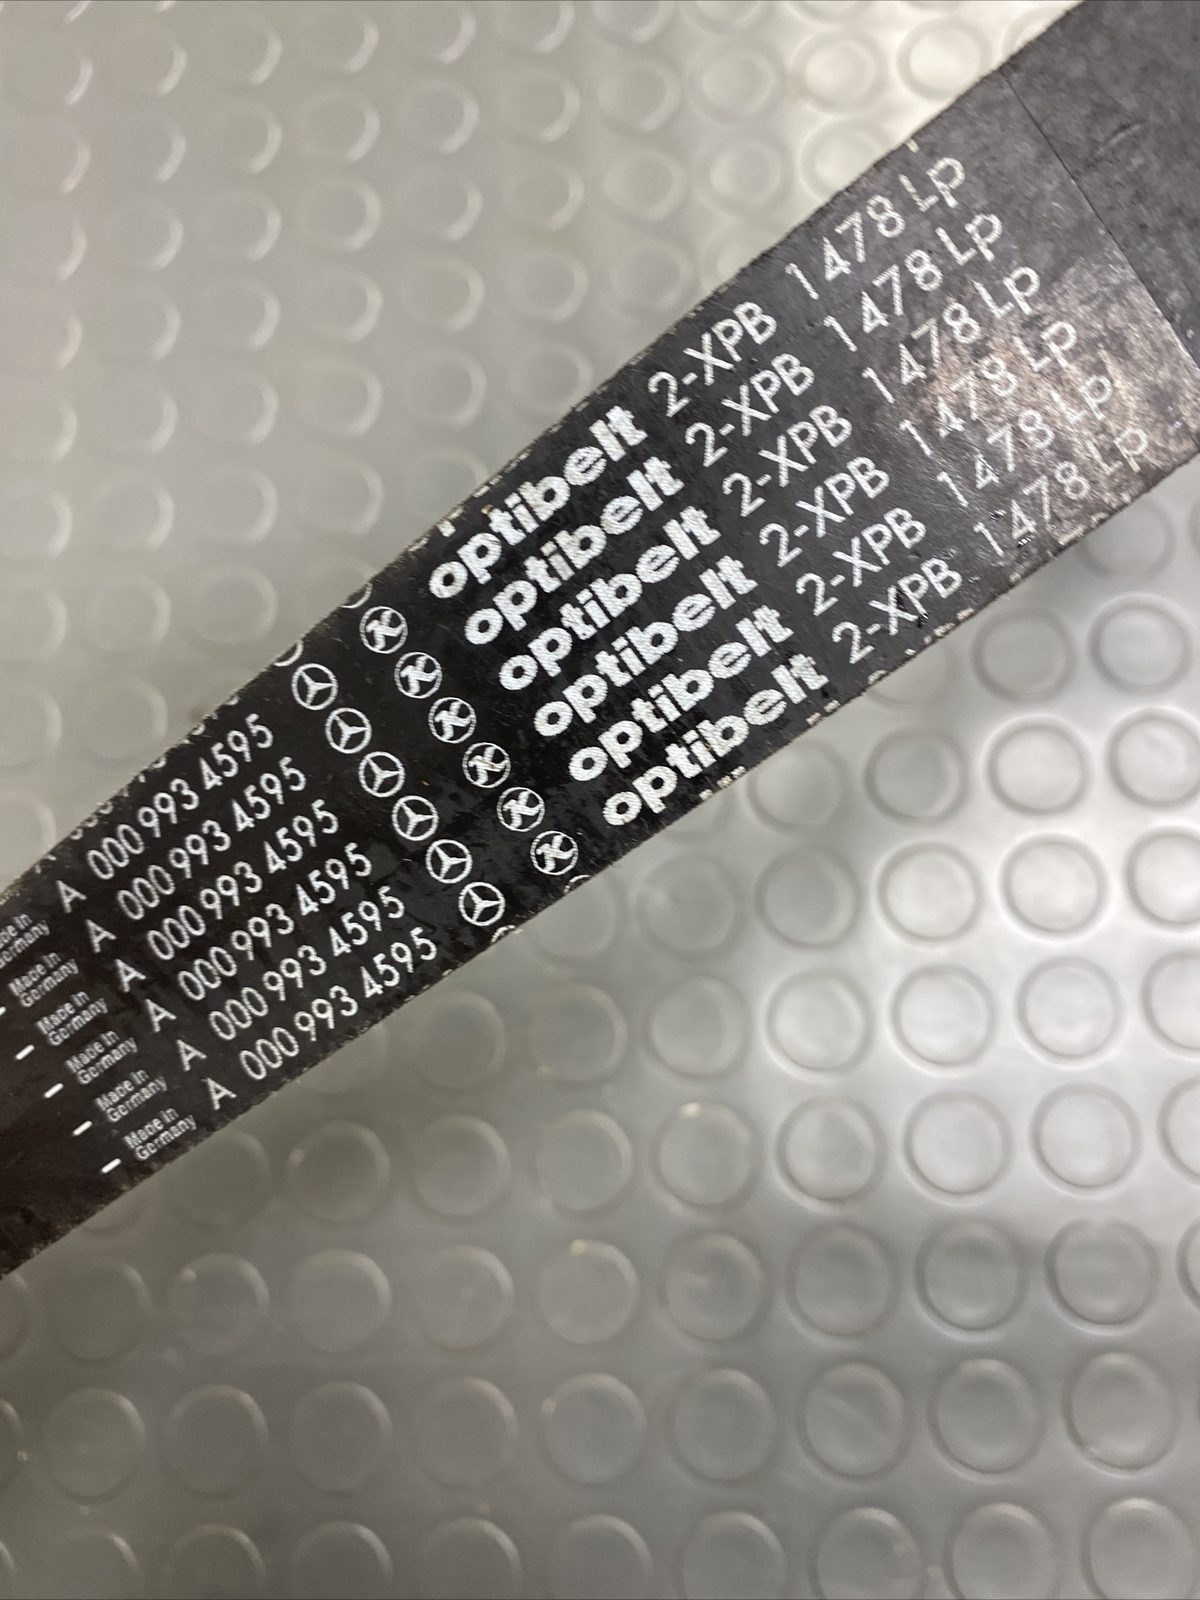 optibelt 2-XPB 1478 Lp
optibelt 2-XPB 1478 Lp
optibelt 2-XPB 1478 Lp
optibelt 2-XPB 1478 Lp
optibelt 2-XPB 1478 Lp
optibelt 2-XPB 1478 Lp
A 000 993 4595
A 000 993 4595
A 000 993 4595
A 000 993 4595
A 000 993 4595
A 000 993 4595
Made in
Germany
– Made in
Germany
– Made in
Germany
– Made in
Germany
– Made in
Germany
– Made in
Germany